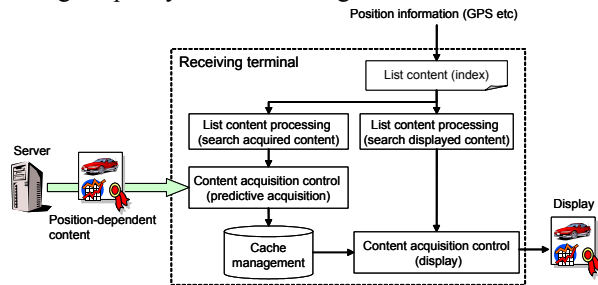 Position information (GPS etc)
Receiving terminal
List content (index)
List content processing
(search acquired content)
List content processing
(search displayed content)
Server
Content acquisition control
(predictive acquisition)
Position-dependent
content
Cache
management
Content acquisition control
(display)
Display